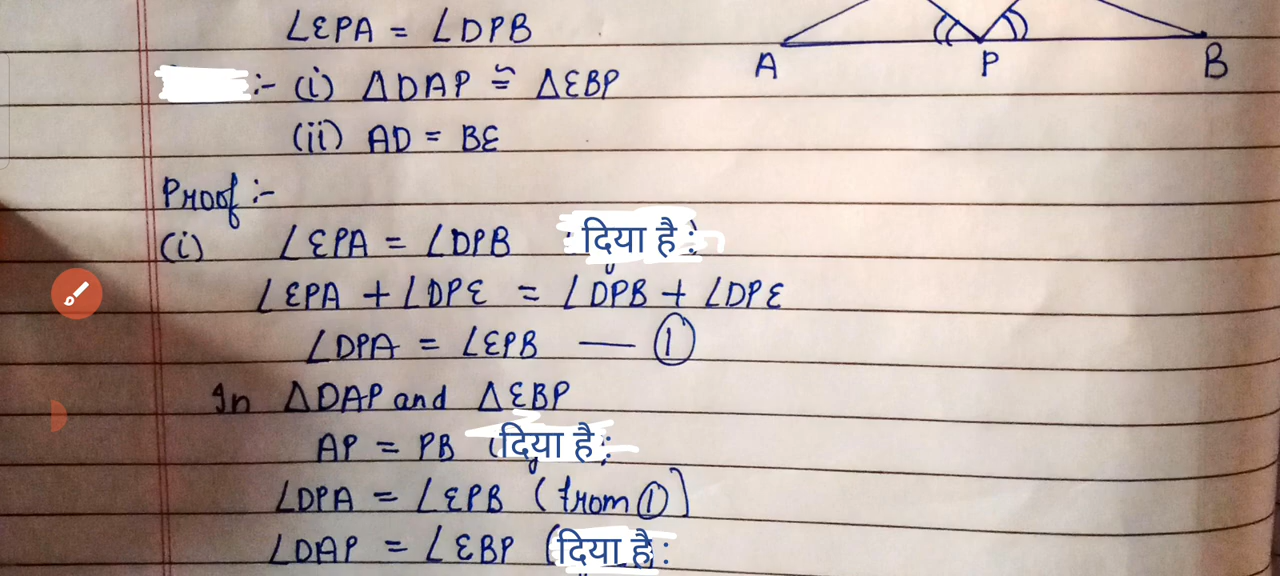 ∠EPA = ∠DPB
A P B
:- (i) ΔDAP ≅ ΔEBP
(ii) AD = BE
Proof :-
(i) ∠EPA = ∠DPB दिया है :
∠EPA + ∠DPE = ∠DPB + ∠DPE
∠DPA = ∠EPB — ①
In ΔDAP and ΔEBP
AP = PB (दिया है :
∠DPA = ∠EPB (from ①)
∠DAP = ∠EBP (दिया है :